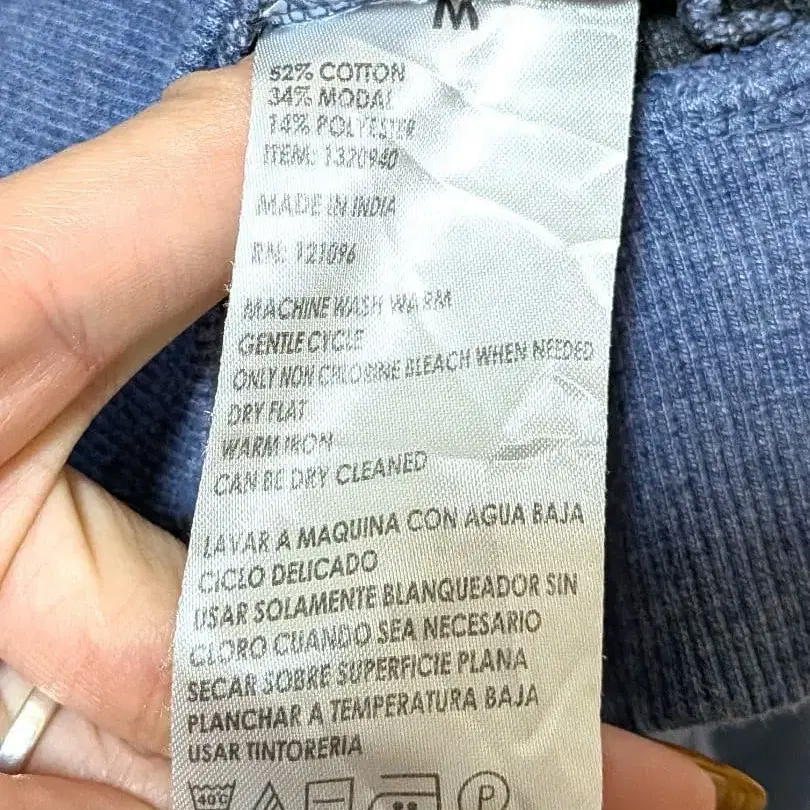 M
52% COTTON
34% MODAL
14% POLYESTER
ITEM: 1320940
MADE IN INDIA
RN: 121096
MACHINE WASH WARM
GENTLE CYCLE
ONLY NON CHLORINE BLEACH WHEN NEEDED
DRY FLAT
WARM IRON
CAN BE DRY CLEANED
LAVAR A MAQUINA CON AGUA BAJA
CICLO DELICADO
USAR SOLAMENTE BLANQUEADOR SIN
CLORO CUANDO SEA NECESARIO
SECAR SOBRE SUPERFICIE PLANA
PLANCHAR A TEMPERATURA BAJA
USAR TINTORERIA
40°C
P